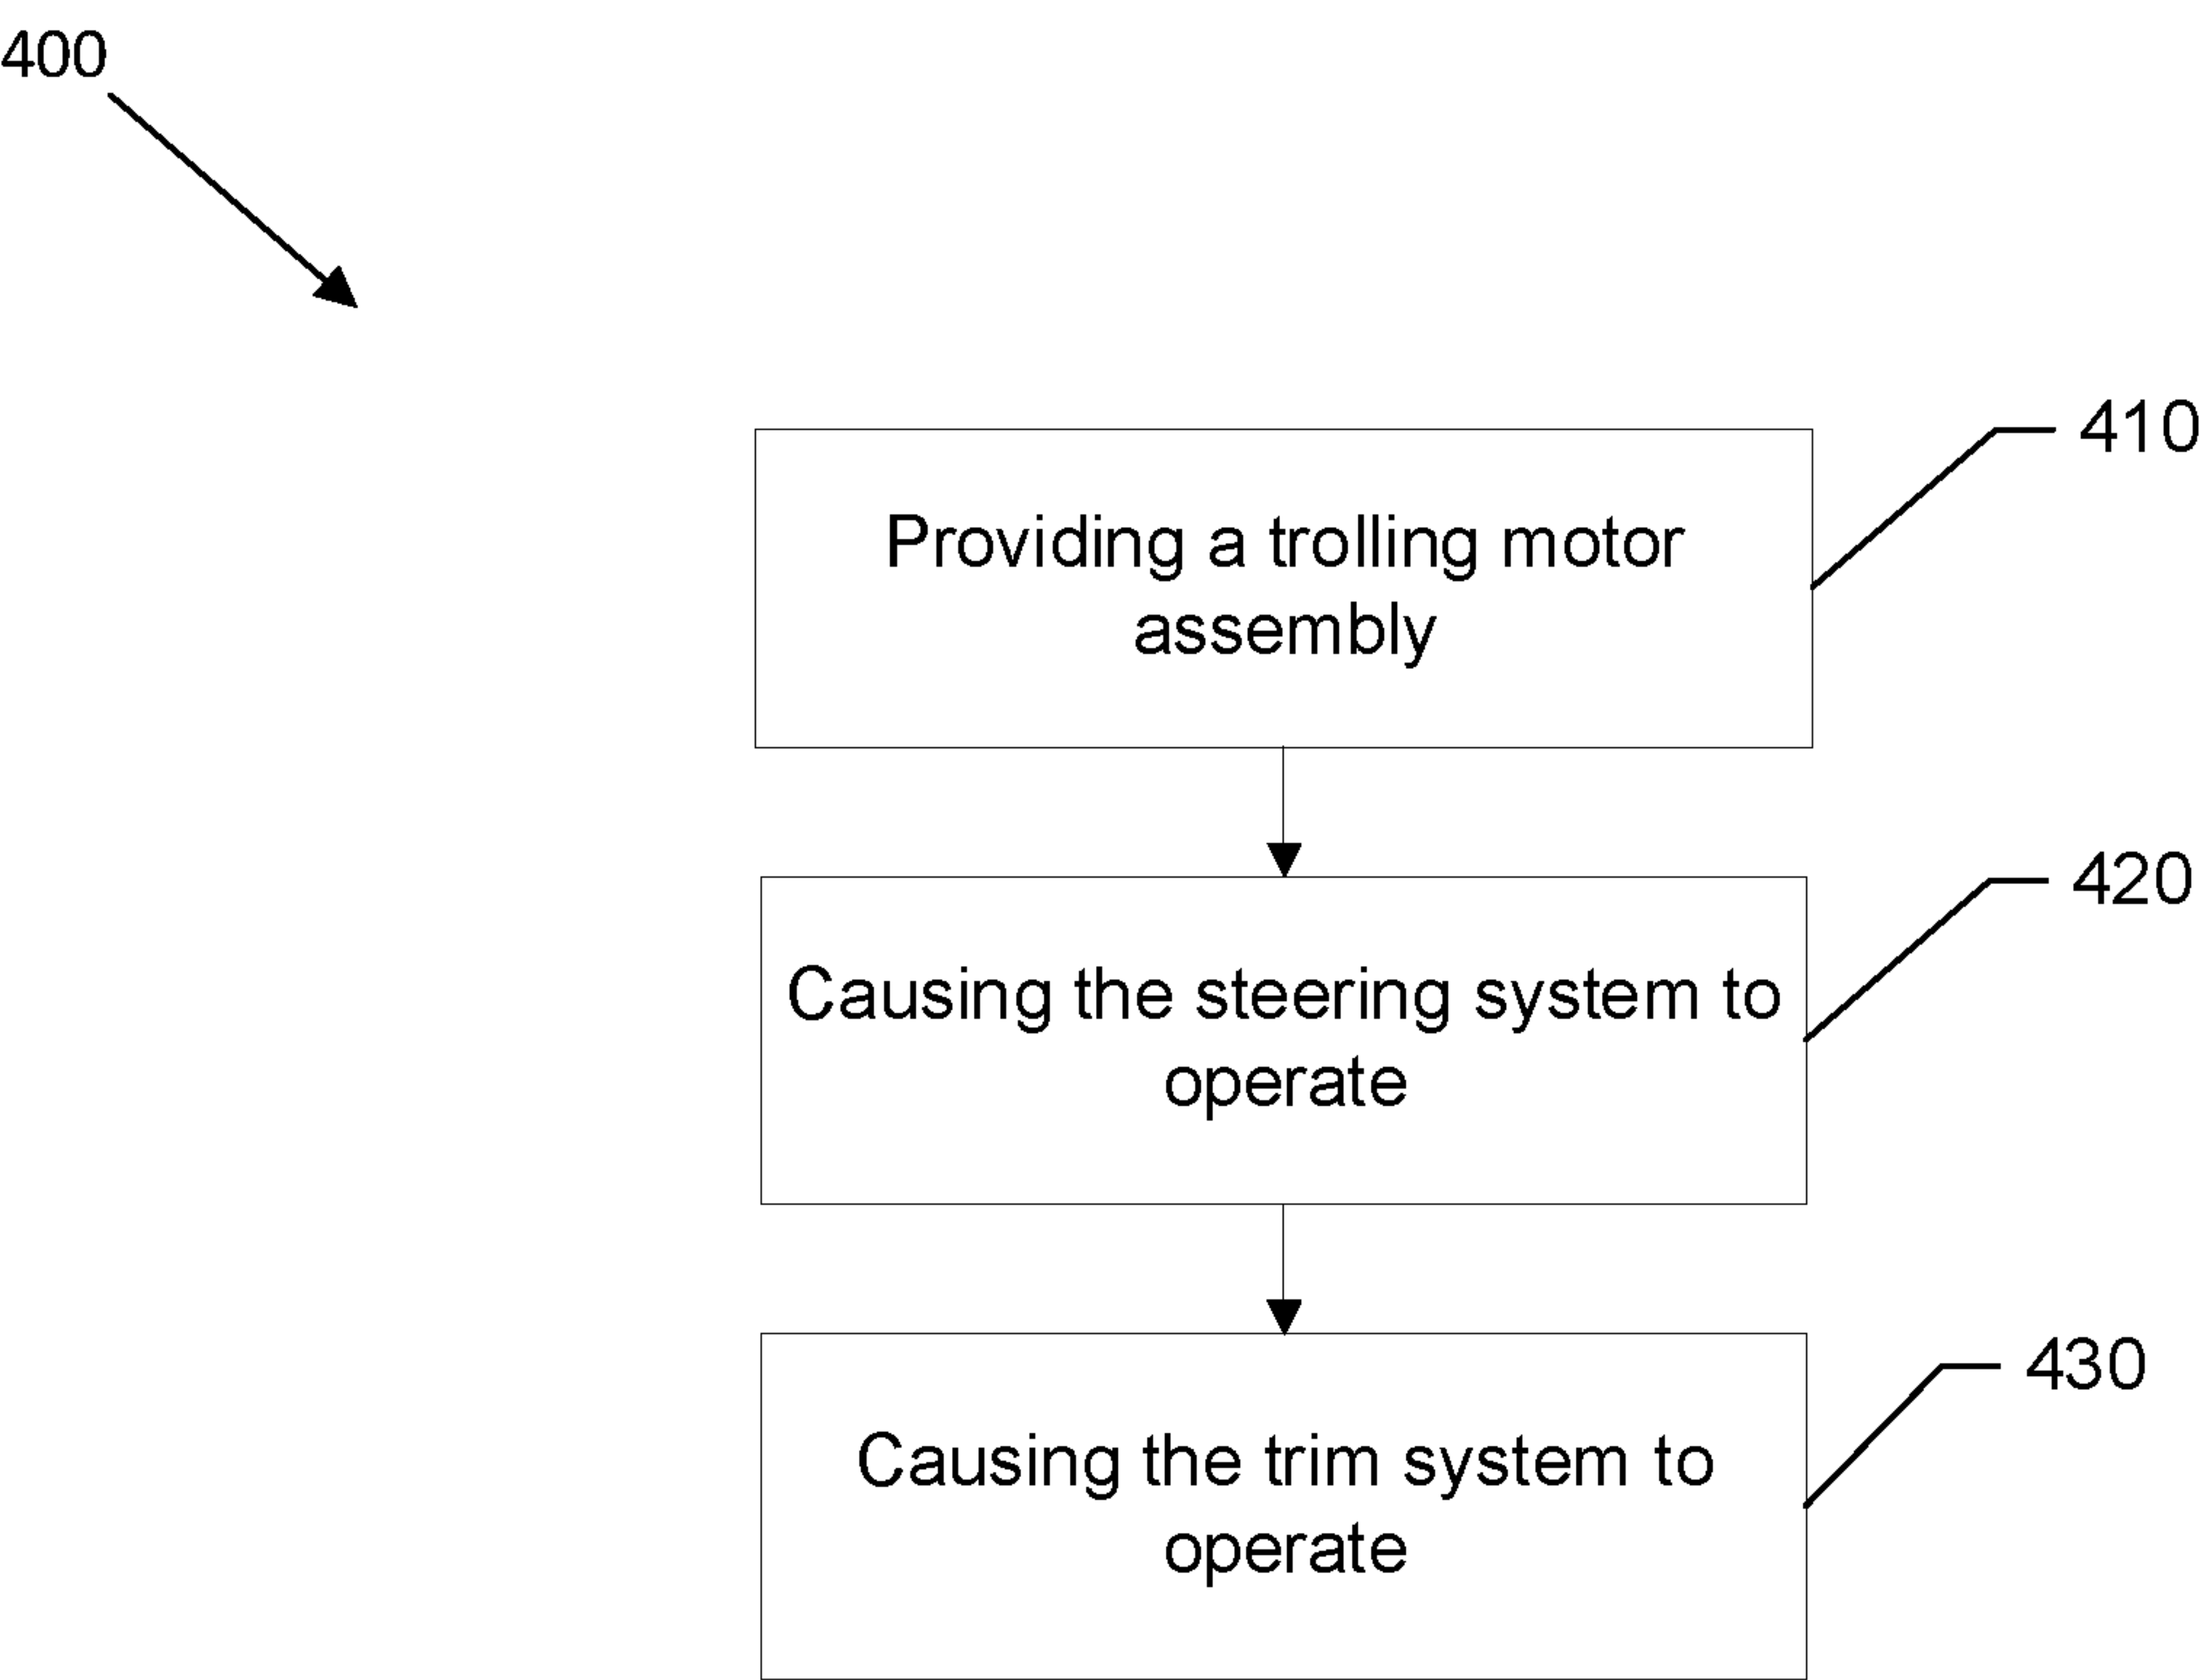 400
410
Providing a trolling motor
assembly
420
Causing the steering system to
operate
430
Causing the trim system to
operate